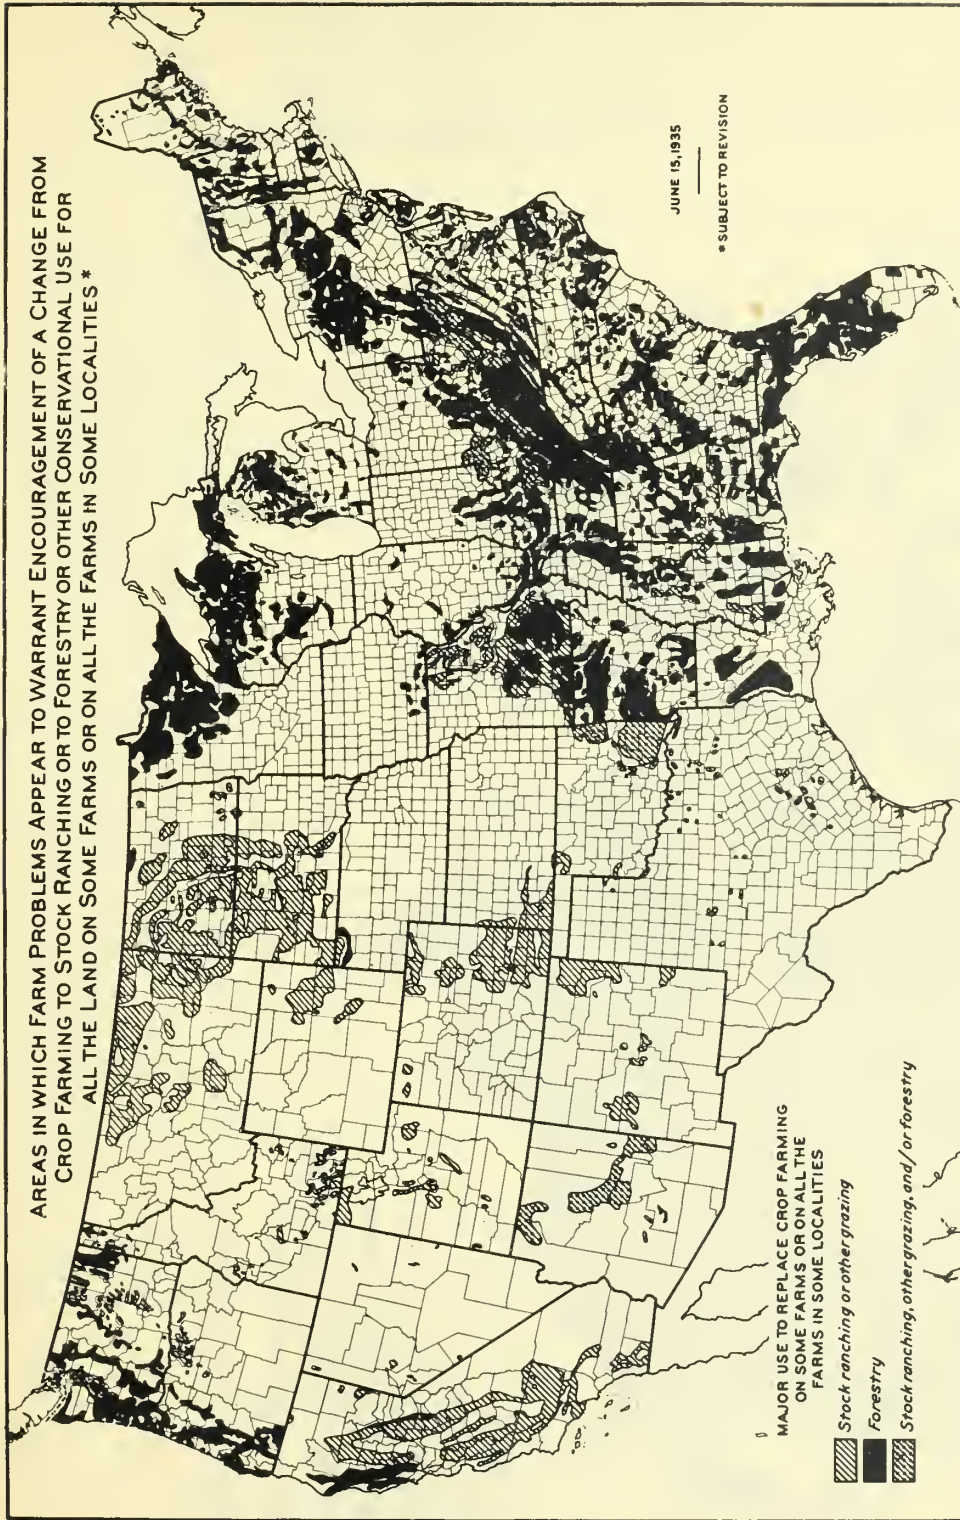 AREAS IN WHICH FARM PROBLEMS APPEAR TO WARRANT ENCOURAGEMENT OF A CHANGE FROM
CROP FARMING TO STOCK RANCHING OR TO FORESTRY OR OTHER CONSERVATIONAL USE FOR
ALL THE LAND ON SOME FARMS OR ON ALL THE FARMS IN SOME LOCALITIES*
JUNE 15, 1935
* SUBJECT TO REVISION
MAJOR USE TO REPLACE CROP FARMING
ON SOME FARMS OR ON ALL THE
FARMS IN SOME LOCALITIES
Stock ranching or other grazing
Forestry
Stock ranching, other grazing, and/or forestry